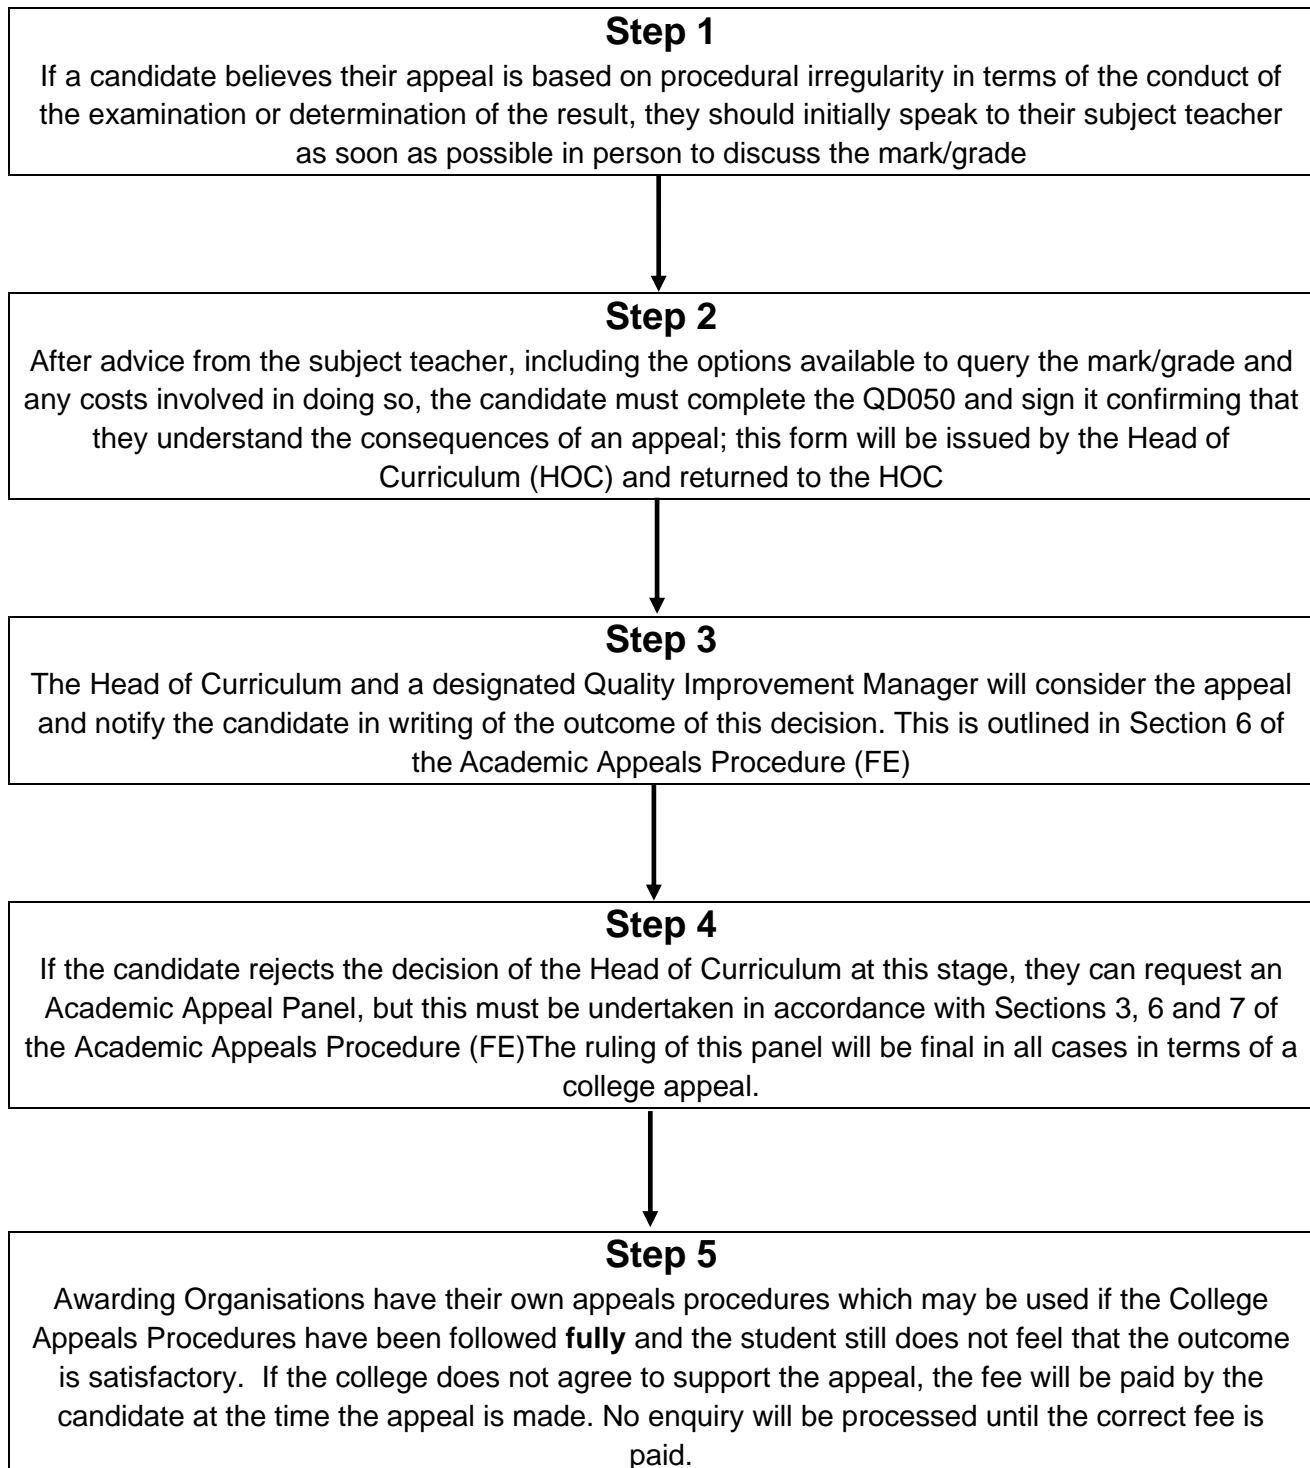 Step 1
If a candidate believes their appeal is based on procedural irregularity in terms of the conduct of
the examination or determination of the result, they should initially speak to their subject teacher
as soon as possible in person to discuss the mark/grade
Step 2
After advice from the subject teacher, including the options available to query the mark/grade and
any costs involved in doing so, the candidate must complete the QD050 and sign it confirming that
they understand the consequences of an appeal; this form will be issued by the Head of
Curriculum (HOC) and returned to the HOC
Step 3
The Head of Curriculum and a designated Quality Improvement Manager will consider the appeal
and notify the candidate in writing of the outcome of this decision. This is outlined in Section 6 of
the Academic Appeals Procedure (FE)
Step 4
If the candidate rejects the decision of the Head of Curriculum at this stage, they can request an
Academic Appeal Panel, but this must be undertaken in accordance with Sections 3, 6 and 7 of
the Academic Appeals Procedure (FE)The ruling of this panel will be final in all cases in terms of a
college appeal.
Step 5
Awarding Organisations have their own appeals procedures which may be used if the College
Appeals Procedures have been followed fully and the student still does not feel that the outcome
is satisfactory.  If the college does not agree to support the appeal, the fee will be paid by the
candidate at the time the appeal is made. No enquiry will be processed until the correct fee is
paid.